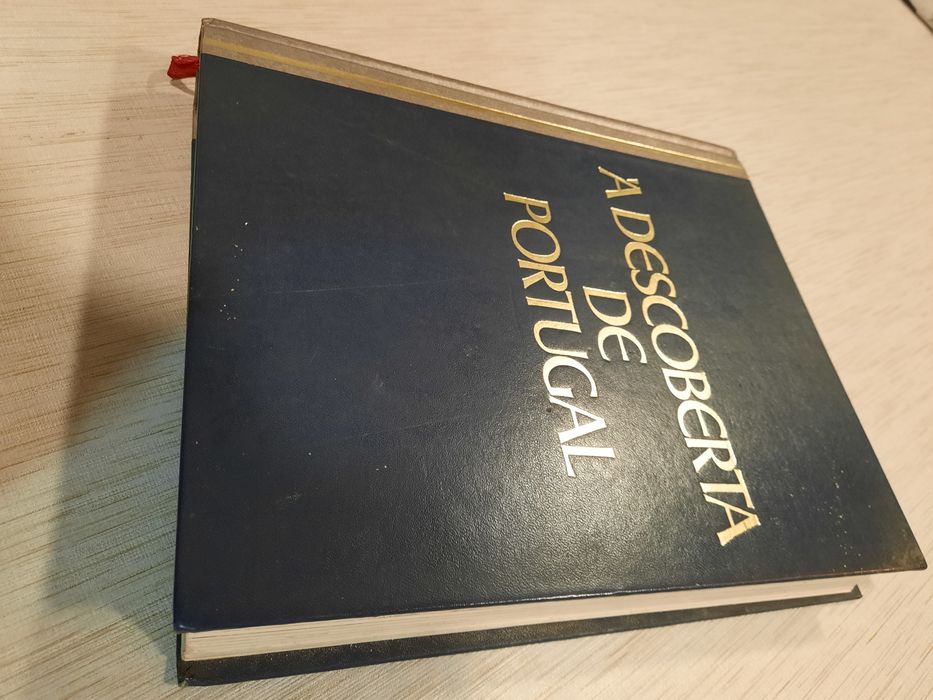 À DESCOBERTA
DE
PORTUGAL